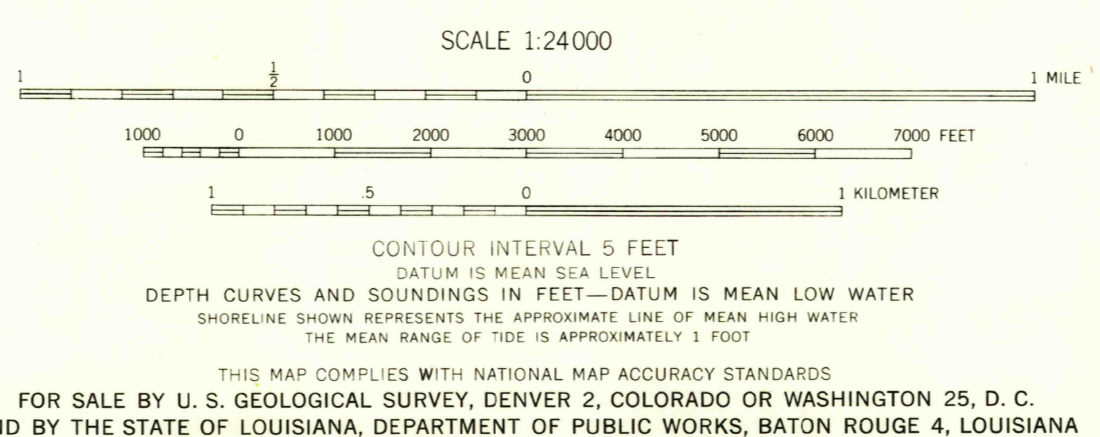 SCALE 1:24000
1 ½ 0 1 MILE
1000 0 1000 2000 3000 4000 5000 6000 7000 FEET
1 .5 0 1 KILOMETER
CONTOUR INTERVAL 5 FEET
DATUM IS MEAN SEA LEVEL
DEPTH CURVES AND SOUNDINGS IN FEET—DATUM IS MEAN LOW WATER
SHORELINE SHOWN REPRESENTS THE APPROXIMATE LINE OF MEAN HIGH WATER
THE MEAN RANGE OF TIDE IS APPROXIMATELY 1 FOOT
THIS MAP COMPLIES WITH NATIONAL MAP ACCURACY STANDARDS
FOR SALE BY U. S. GEOLOGICAL SURVEY, DENVER 2, COLORADO OR WASHINGTON 25, D. C.
BY THE STATE OF LOUISIANA, DEPARTMENT OF PUBLIC WORKS, BATON ROUGE 4, LOUISIANA